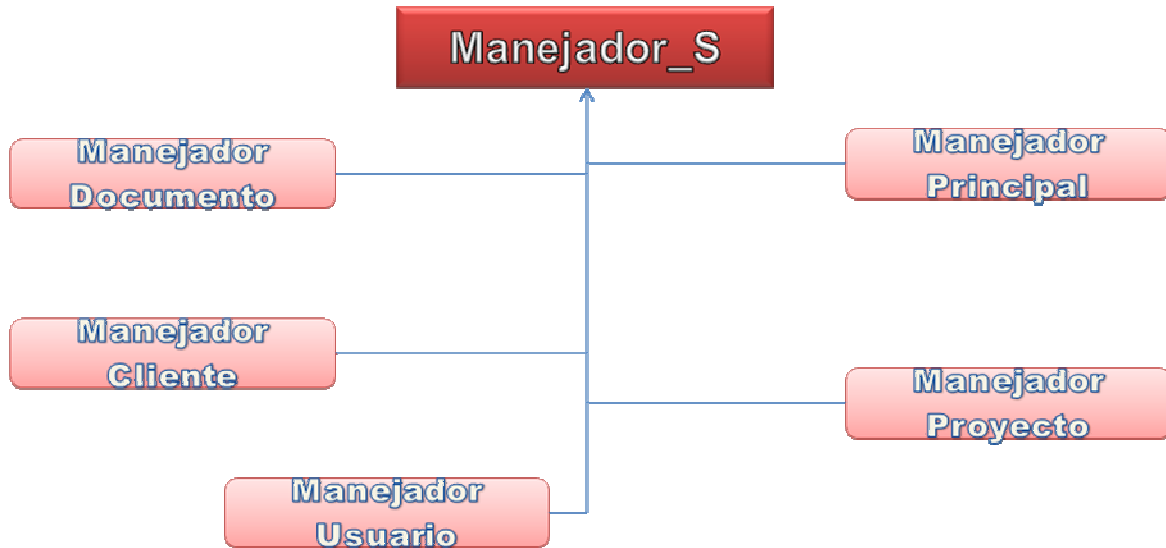 Manejador_S
Manejador
Documento
Manejador
Principal
Manejador
Cliente
Manejador
Proyecto
Manejador
Usuario